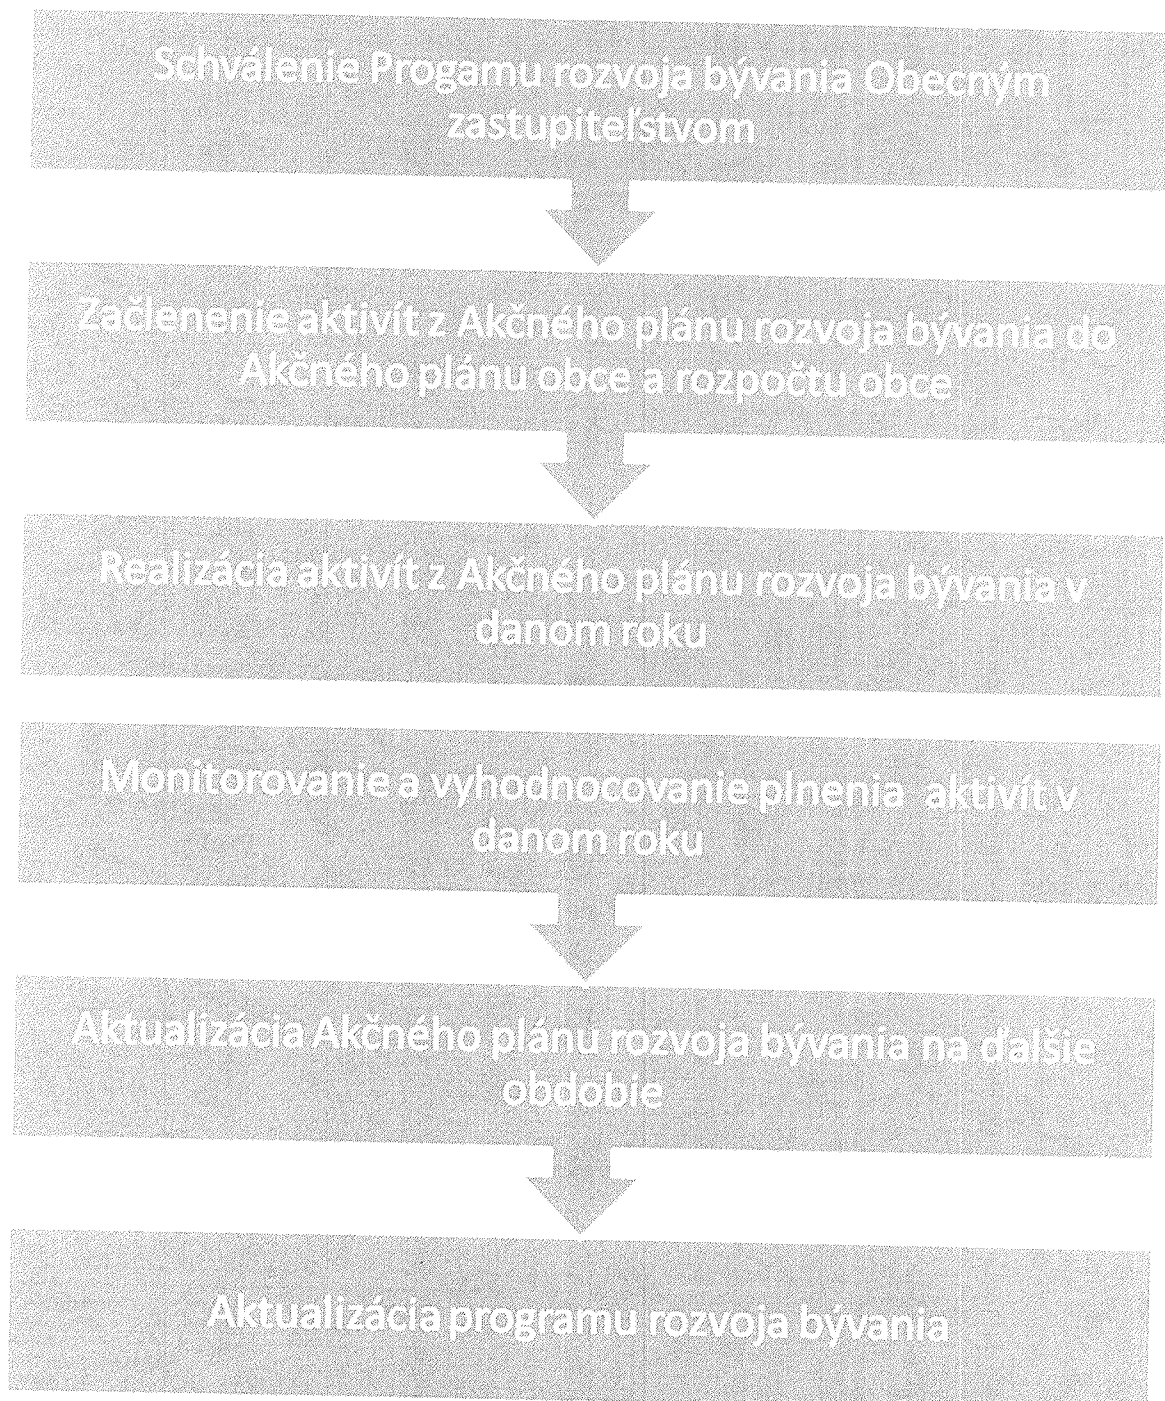 Schválenie Progamu rozvoja bývania Obecným
zastupiteľstvom
Začlenenie aktivít z Akčného plánu rozvoja bývania do
Akčného plánu obce a rozpočtu obce
Realizácia aktivít z Akčného plánu rozvoja bývania v
danom roku
Monitorovanie a vyhodnocovanie plnenia aktivít v
danom roku
Aktualizácia Akčného plánu rozvoja bývania na ďalšie
obdobie
Aktualizácia programu rozvoja bývania